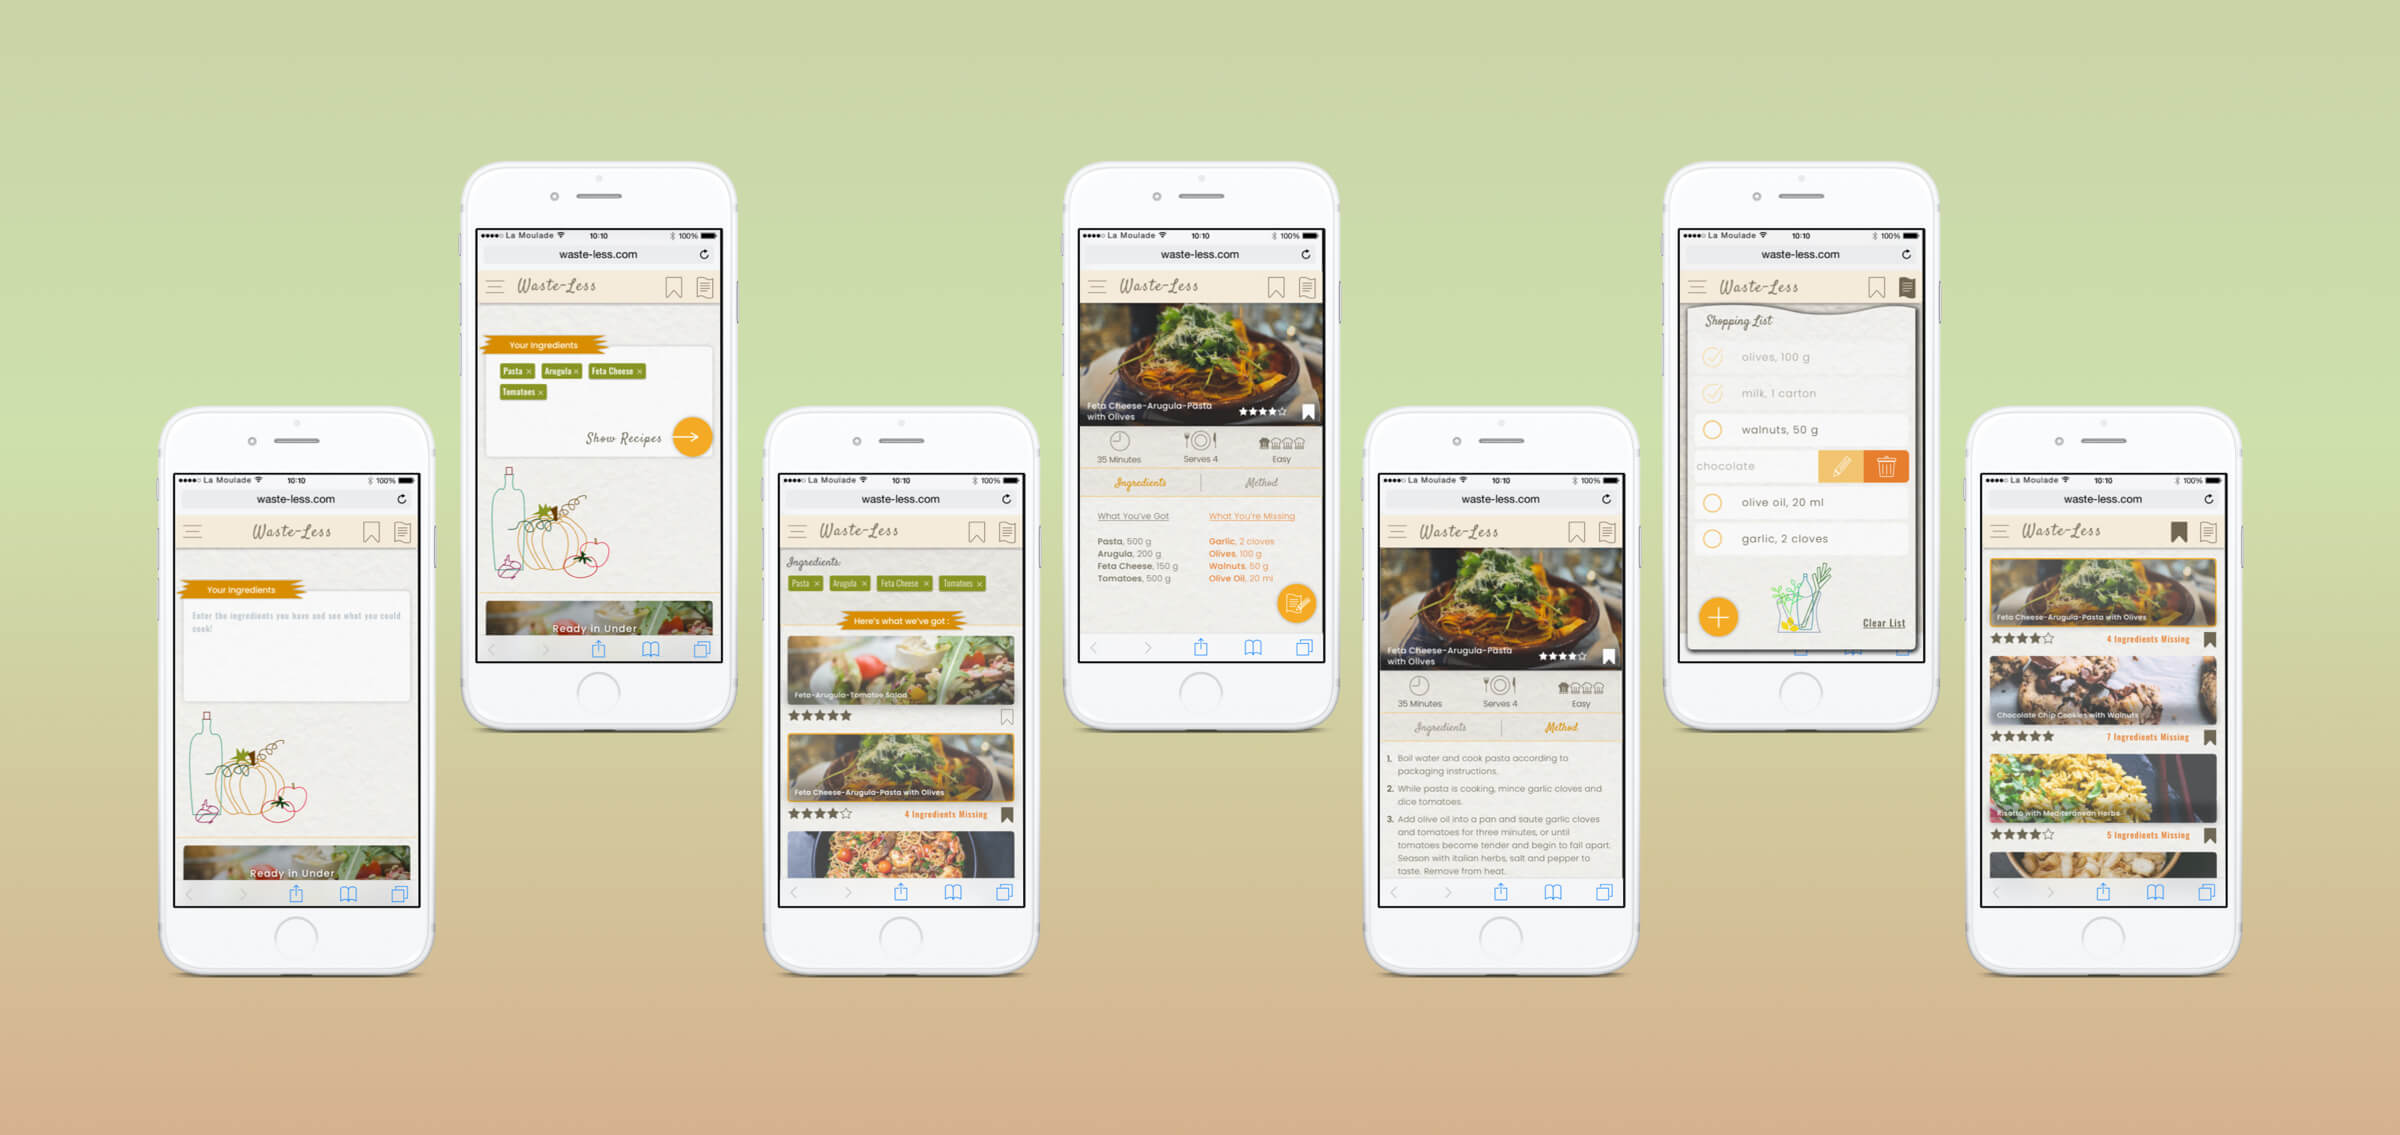 La Moulade 10:10 100%
waste-less.com
Waste-Less
Your Ingredients
Enter the ingredients you have and see what you could
cook!
Ready in Under
La Moulade 10:10 100%
waste-less.com
Waste-Less
Your Ingredients
Pasta × Arugula × Feta Cheese ×
Tomatoes ×
Show Recipes
Ready in Under
La Moulade 10:10 100%
waste-less.com
Waste-Less
Ingredients:
Pasta × Arugula × Feta Cheese × Tomatoes ×
Here's what we've got :
Feta-Arugula-Tomatoe Salad
Feta Cheese-Arugula-Pasta with Olives
4 Ingredients Missing
La Moulade 10:10 100%
waste-less.com
Waste-Less
Feta Cheese-Arugula-Pasta
with Olives
35 Minutes Serves 4 Easy
Ingredients Method
What You've Got What You're Missing
Pasta, 500 g Garlic, 2 cloves
Arugula, 200 g Olives, 100 g
Feta Cheese, 150 g Walnuts, 50 g
Tomatoes, 500 g Olive Oil, 20 ml
La Moulade 10:10 100%
waste-less.com
Waste-Less
Feta Cheese-Arugula-Pasta
with Olives
35 Minutes Serves 4 Easy
Ingredients Method
1. Boil water and cook pasta according to
packaging instructions.
2. While pasta is cooking, mince garlic cloves and
dice tomatoes.
3. Add olive oil into a pan and saute garlic cloves
and tomatoes for three minutes, or until
tomatoes become tender and begin to fall apart.
Season with italian herbs, salt and pepper to
taste. Remove from heat.
La Moulade 10:10 100%
waste-less.com
Waste-Less
Shopping List
olives, 100 g
milk, 1 carton
walnuts, 50 g
chocolate
olive oil, 20 ml
garlic, 2 cloves
Clear List
La Moulade 10:10 100%
waste-less.com
Waste-Less
Feta Cheese-Arugula-Pasta with Olives
4 Ingredients Missing
Chocolate Chip Cookies with Walnuts
7 Ingredients Missing
Risotto with Mediterranean Herbs
5 Ingredients Missing